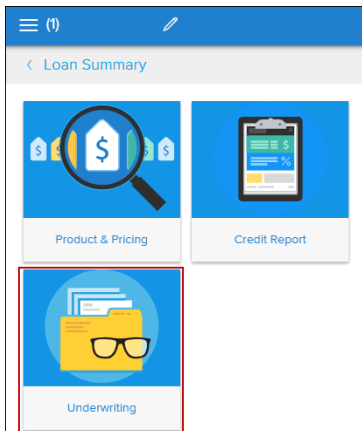 (1)
Loan Summary
$ $ $ $
$ %
Product & Pricing
Credit Report
Underwriting